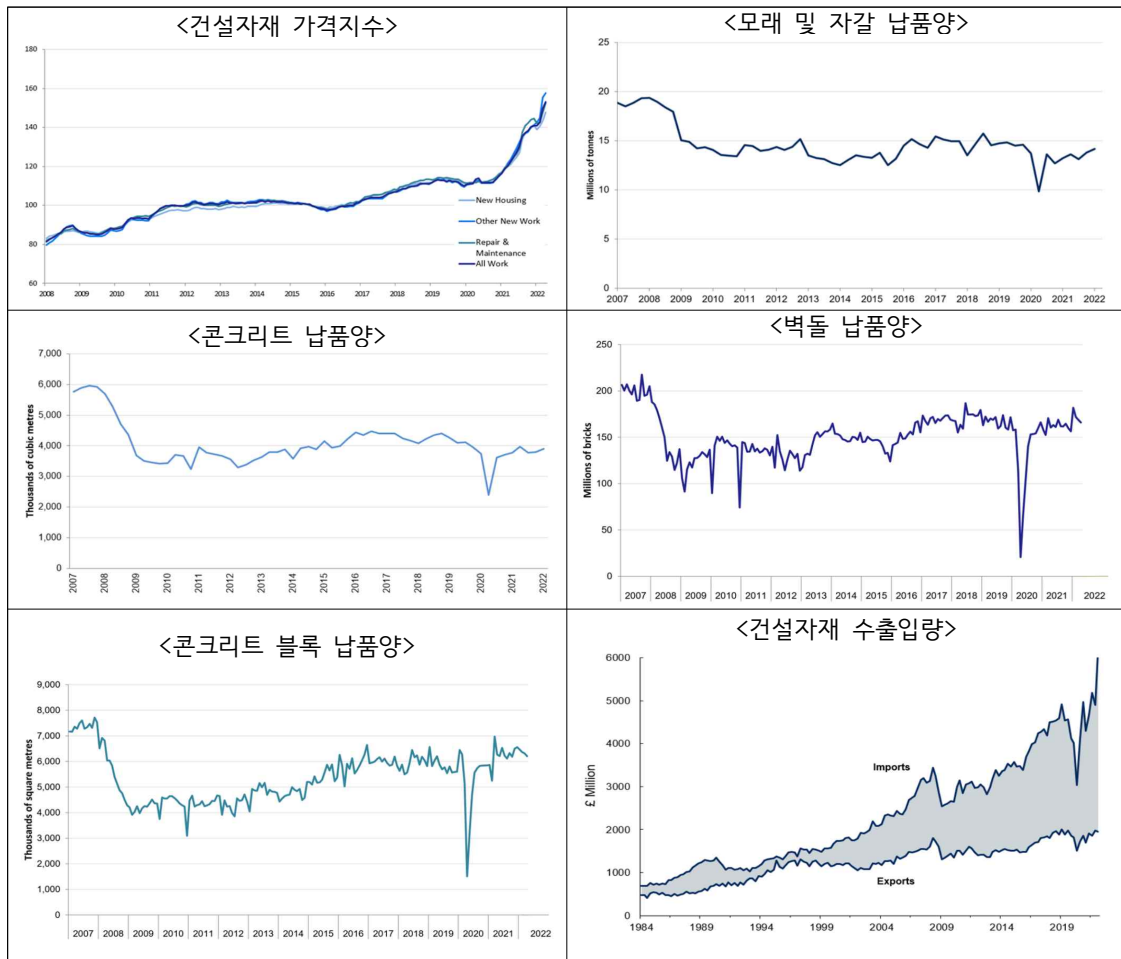 <건설자재 가격지수>
180
160
140
120
100
80
60
2008 2009 2010 2011 2012 2013 2014 2015 2016 2017 2018 2019 2020 2021 2022
New Housing
Other New Work
Repair &
Maintenance
All Work
<모래 및 자갈 납품양>
Millions of tonnes
25
20
15
10
5
0
2007 2008 2009 2010 2011 2012 2013 2014 2015 2016 2017 2018 2019 2020 2021 2022
<콘크리트 납품양>
Thousands of cubic metres
7,000
6,000
5,000
4,000
3,000
2,000
1,000
0
2007 2008 2009 2010 2011 2012 2013 2014 2015 2016 2017 2018 2019 2020 2021 2022
<벽돌 납품양>
Millions of bricks
250
200
150
100
50
0
2007 2008 2009 2010 2011 2012 2013 2014 2015 2016 2017 2018 2019 2020 2021 2022
<콘크리트 블록 납품양>
Thousands of square metres
9,000
8,000
7,000
6,000
5,000
4,000
3,000
2,000
1,000
0
2007 2008 2009 2010 2011 2012 2013 2014 2015 2016 2017 2018 2019 2020 2021 2022
<건설자재 수출입량>
£ Million
6000
5000
4000
3000
2000
1000
0
Imports
Exports
1984 1989 1994 1999 2004 2009 2014 2019